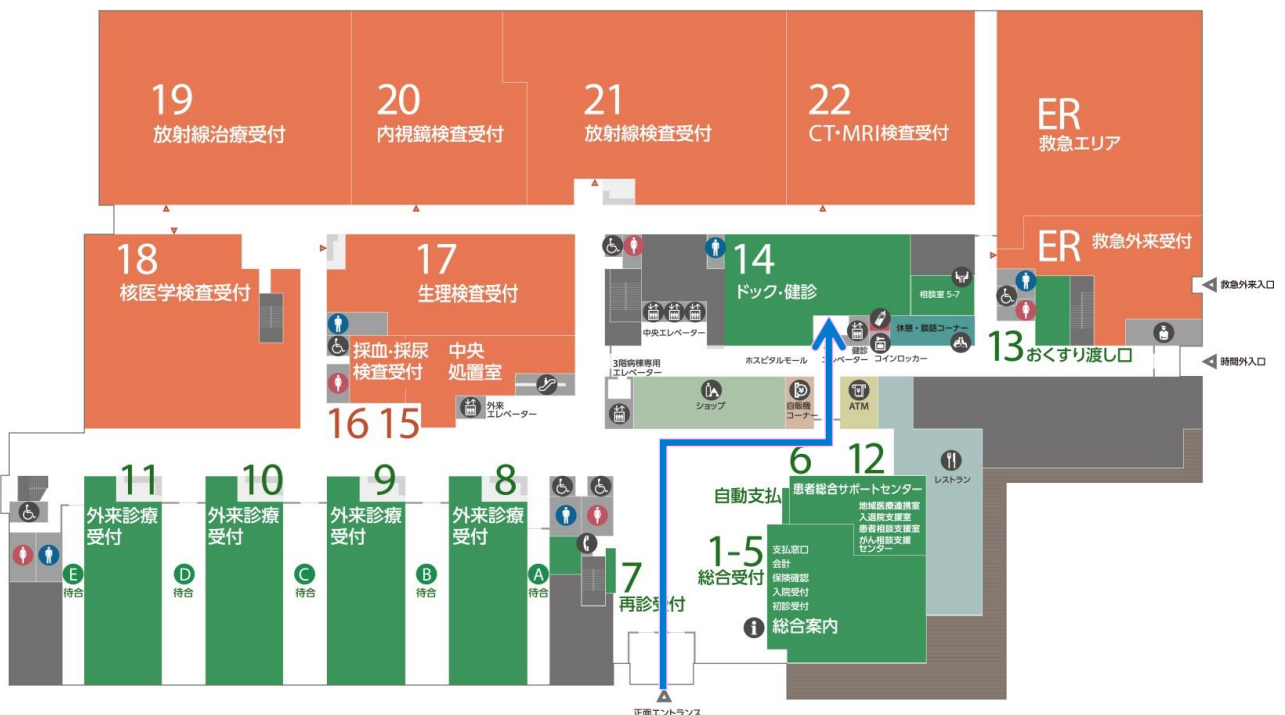 19
放射線治療受付
20
内視鏡検査受付
21
放射線検査受付
22
CT・MRI検査受付
ER
救急エリア
18
核医学検査受付
17
生理検査受付
14
ドック・健診
相談室 5-7
ER 救急外来受付
救急外来入口
中央エレベーター
休憩・談話コーナー
採血・採尿
検査受付
中央
処置室
3階病棟専用
エレベーター
ホスピタルモール
健診
エレベーター
コインロッカー
13 おくすり渡し口
時間外入口
16 15
外来
エレベーター
ショップ
自販機
コーナー
ATM
11
外来診療
受付
10
外来診療
受付
9
外来診療
受付
8
外来診療
受付
6
自動支払
12
患者総合サポートセンター
地域医療連携室
入退院支援室
患者相談支援室
がん相談支援
センター
レストラン
1-5
総合受付
支払窓口
会計
保険確認
入院受付
初診受付
総合案内
7
再診受付
E
待合
D
待合
C
待合
B
待合
A
待合
正面エントランス